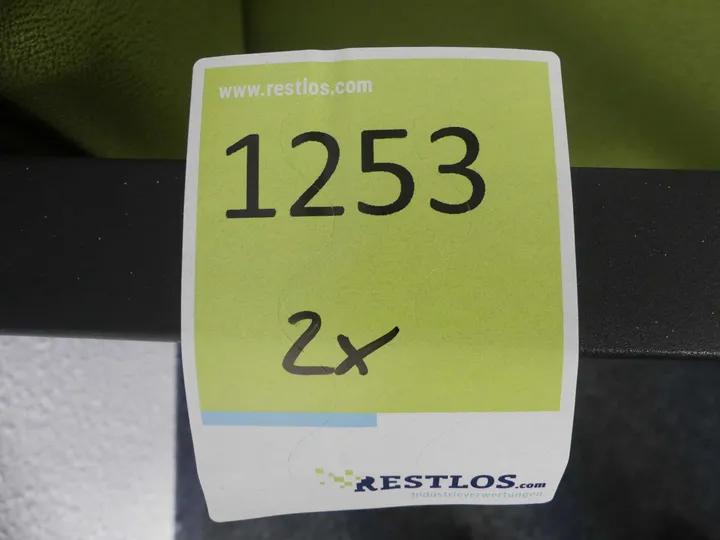 www.restlos.com
1253
2x
RESTLOS.com
Industrieverwertungen